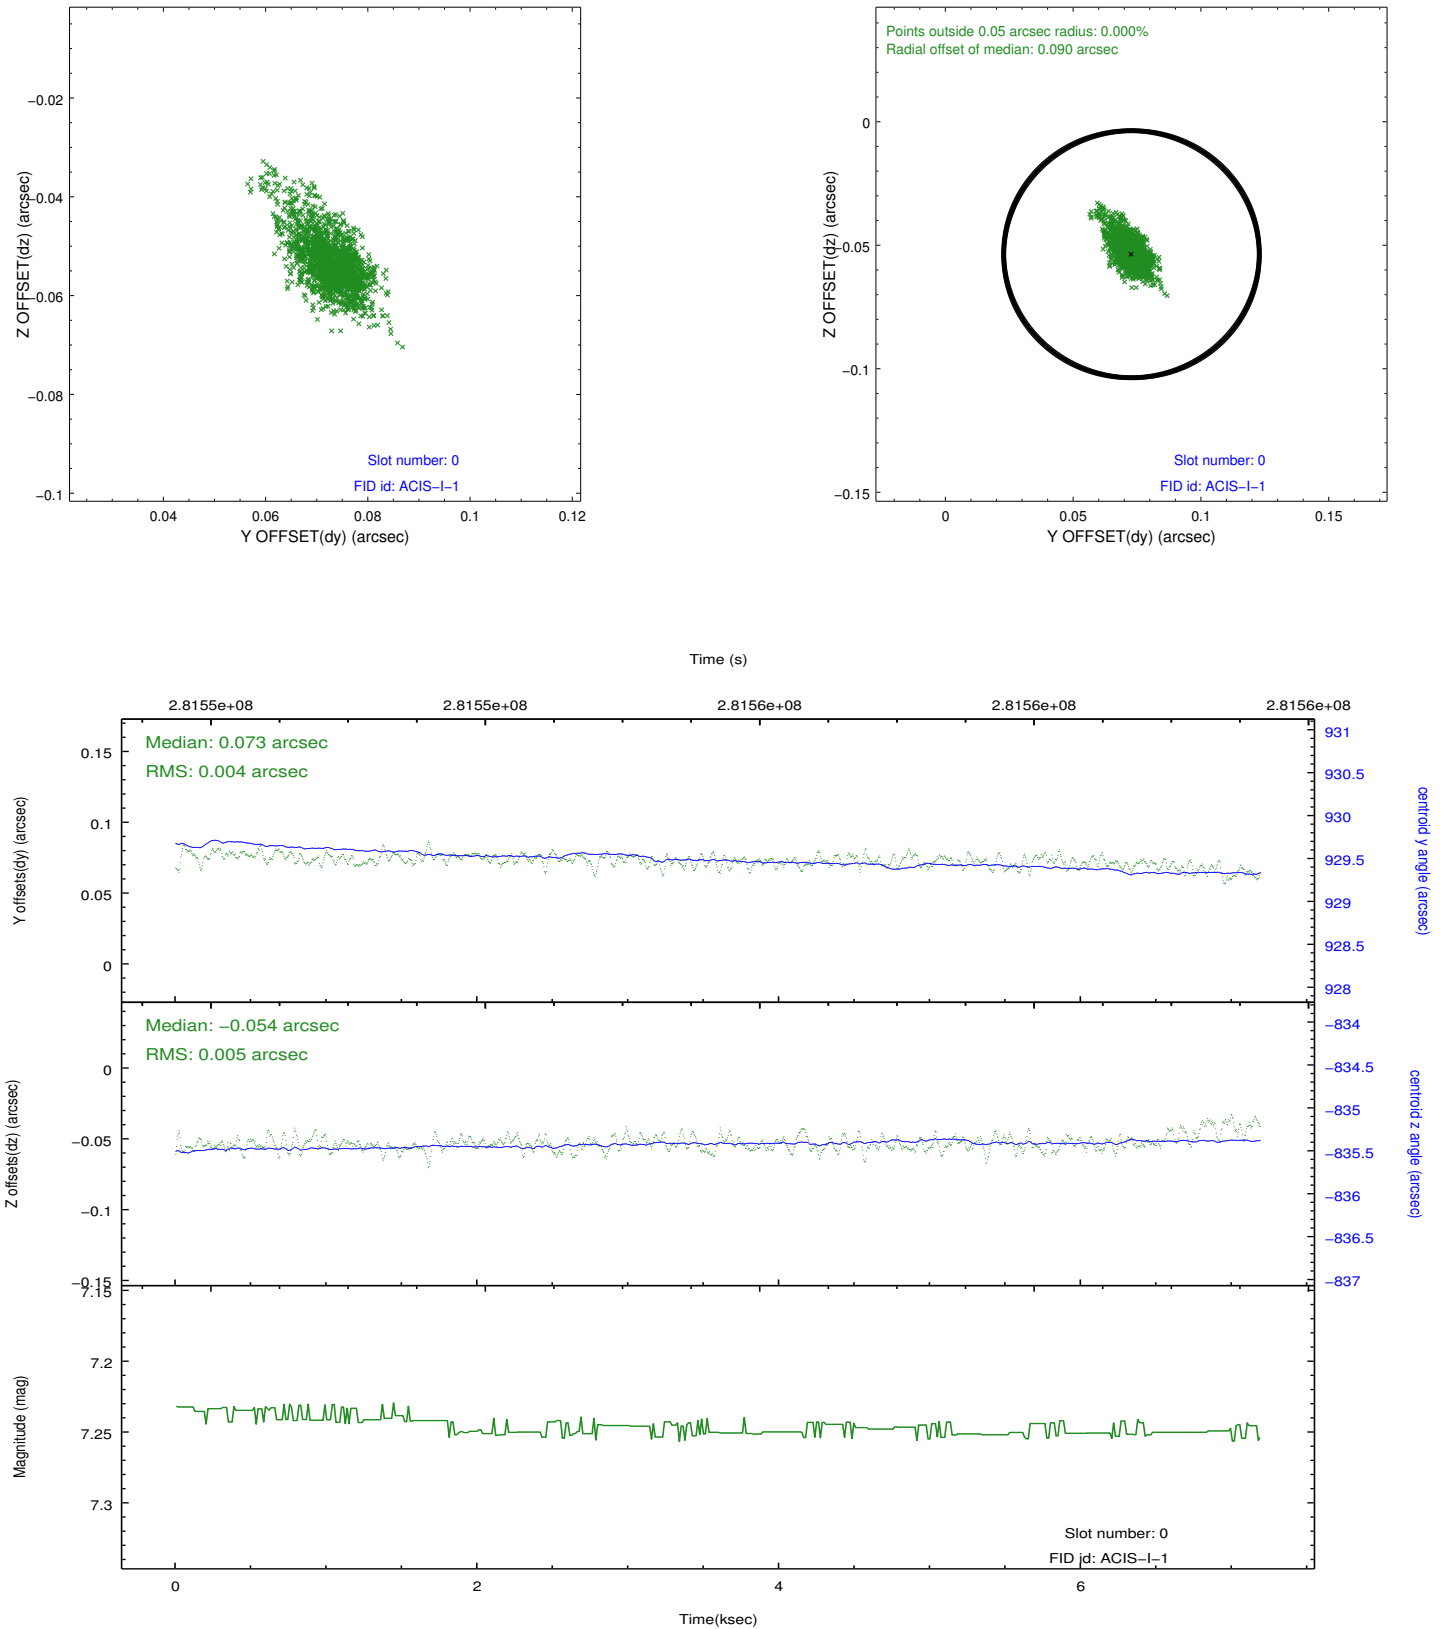 −0.02
−0.04
−0.06
−0.08
−0.1
Z OFFSET(dz) (arcsec)
Slot number: 0
FID id: ACIS−I−1
0.04
0.06
0.08
0.1
0.12
Y OFFSET(dy) (arcsec)
Points outside 0.05 arcsec radius: 0.000%
Radial offset of median: 0.090 arcsec
0
−0.05
−0.1
−0.15
Z OFFSET(dz) (arcsec)
Slot number: 0
FID id: ACIS−I−1
0
0.05
0.1
0.15
Y OFFSET(dy) (arcsec)
Time (s)
2.8155e+08
2.8155e+08
2.8156e+08
2.8156e+08
2.8156e+08
Median: 0.073 arcsec
RMS: 0.004 arcsec
0.15
0.1
0.05
0
Y offsets(dy) (arcsec)
931
930.5
930
929.5
929
928.5
928
centroid y angle (arcsec)
Median: −0.054 arcsec
RMS: 0.005 arcsec
0
−0.05
−0.1
−0.15
Z offsets(dz) (arcsec)
−834
−834.5
−835
−835.5
−836
−836.5
−837
centroid z angle (arcsec)
7.15
7.2
7.25
7.3
Magnitude (mag)
Slot number: 0
FID id: ACIS−I−1
0
2
4
6
Time(ksec)